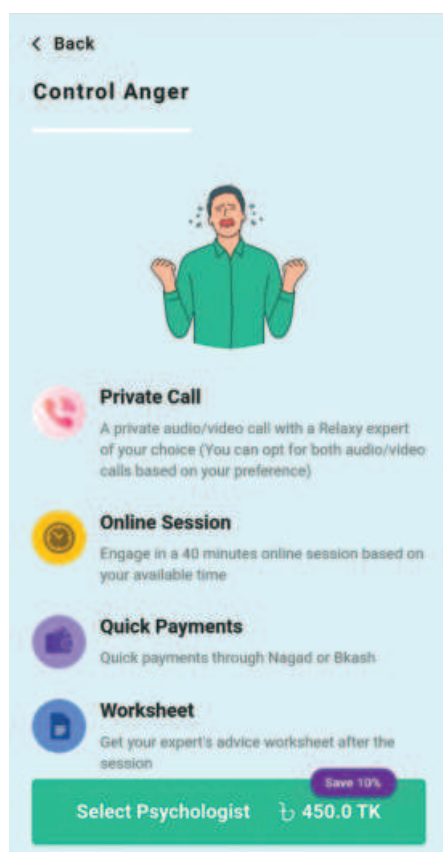 Back
Control Anger
Private Call
A private audio/video call with a Relaxy expert
of your choice (You can opt for both audio/video
calls based on your preference)
Online Session
Engage in a 40 minutes online session based on
your available time
Quick Payments
Quick payments through Nagad or Bkash
Worksheet
Get your expert's advice worksheet after the
session
Save 10%
Select Psychologist ৳ 450.0 TK